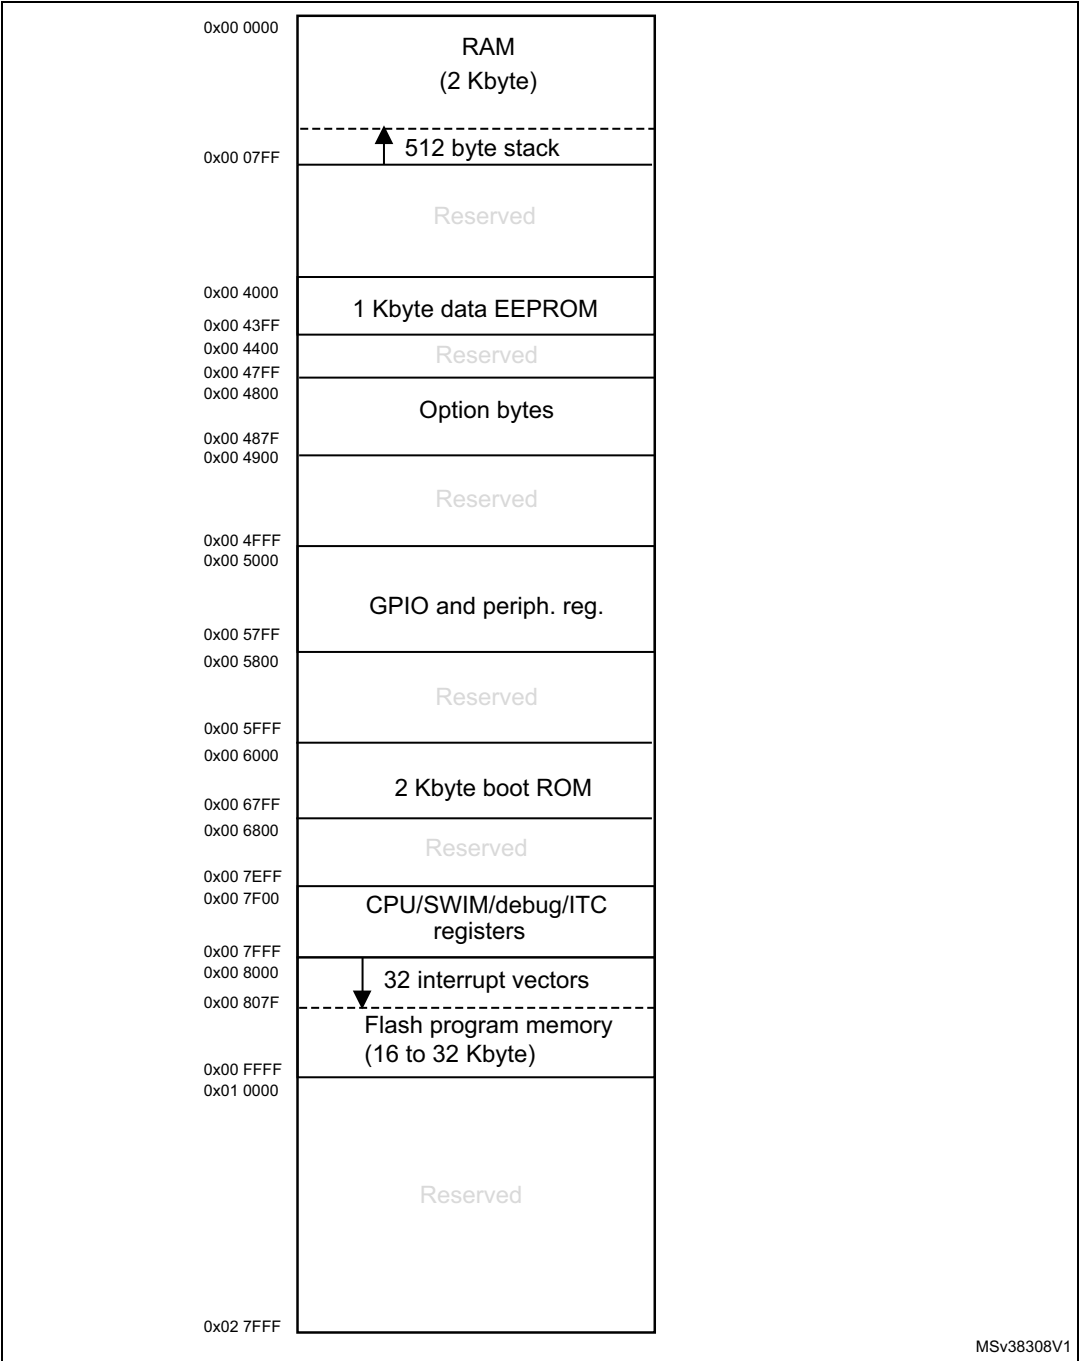 0x00 0000
RAM
(2 Kbyte)
512 byte stack
0x00 07FF
Reserved
0x00 4000
1 Kbyte data EEPROM
0x00 43FF
0x00 4400
Reserved
0x00 47FF
0x00 4800
Option bytes
0x00 487F
0x00 4900
Reserved
0x00 4FFF
0x00 5000
GPIO and periph. reg.
0x00 57FF
0x00 5800
Reserved
0x00 5FFF
0x00 6000
2 Kbyte boot ROM
0x00 67FF
0x00 6800
Reserved
0x00 7EFF
0x00 7F00
CPU/SWIM/debug/ITC
registers
0x00 7FFF
0x00 8000
32 interrupt vectors
0x00 807F
Flash program memory
(16 to 32 Kbyte)
0x00 FFFF
0x01 0000
Reserved
0x02 7FFF
MSv38308V1